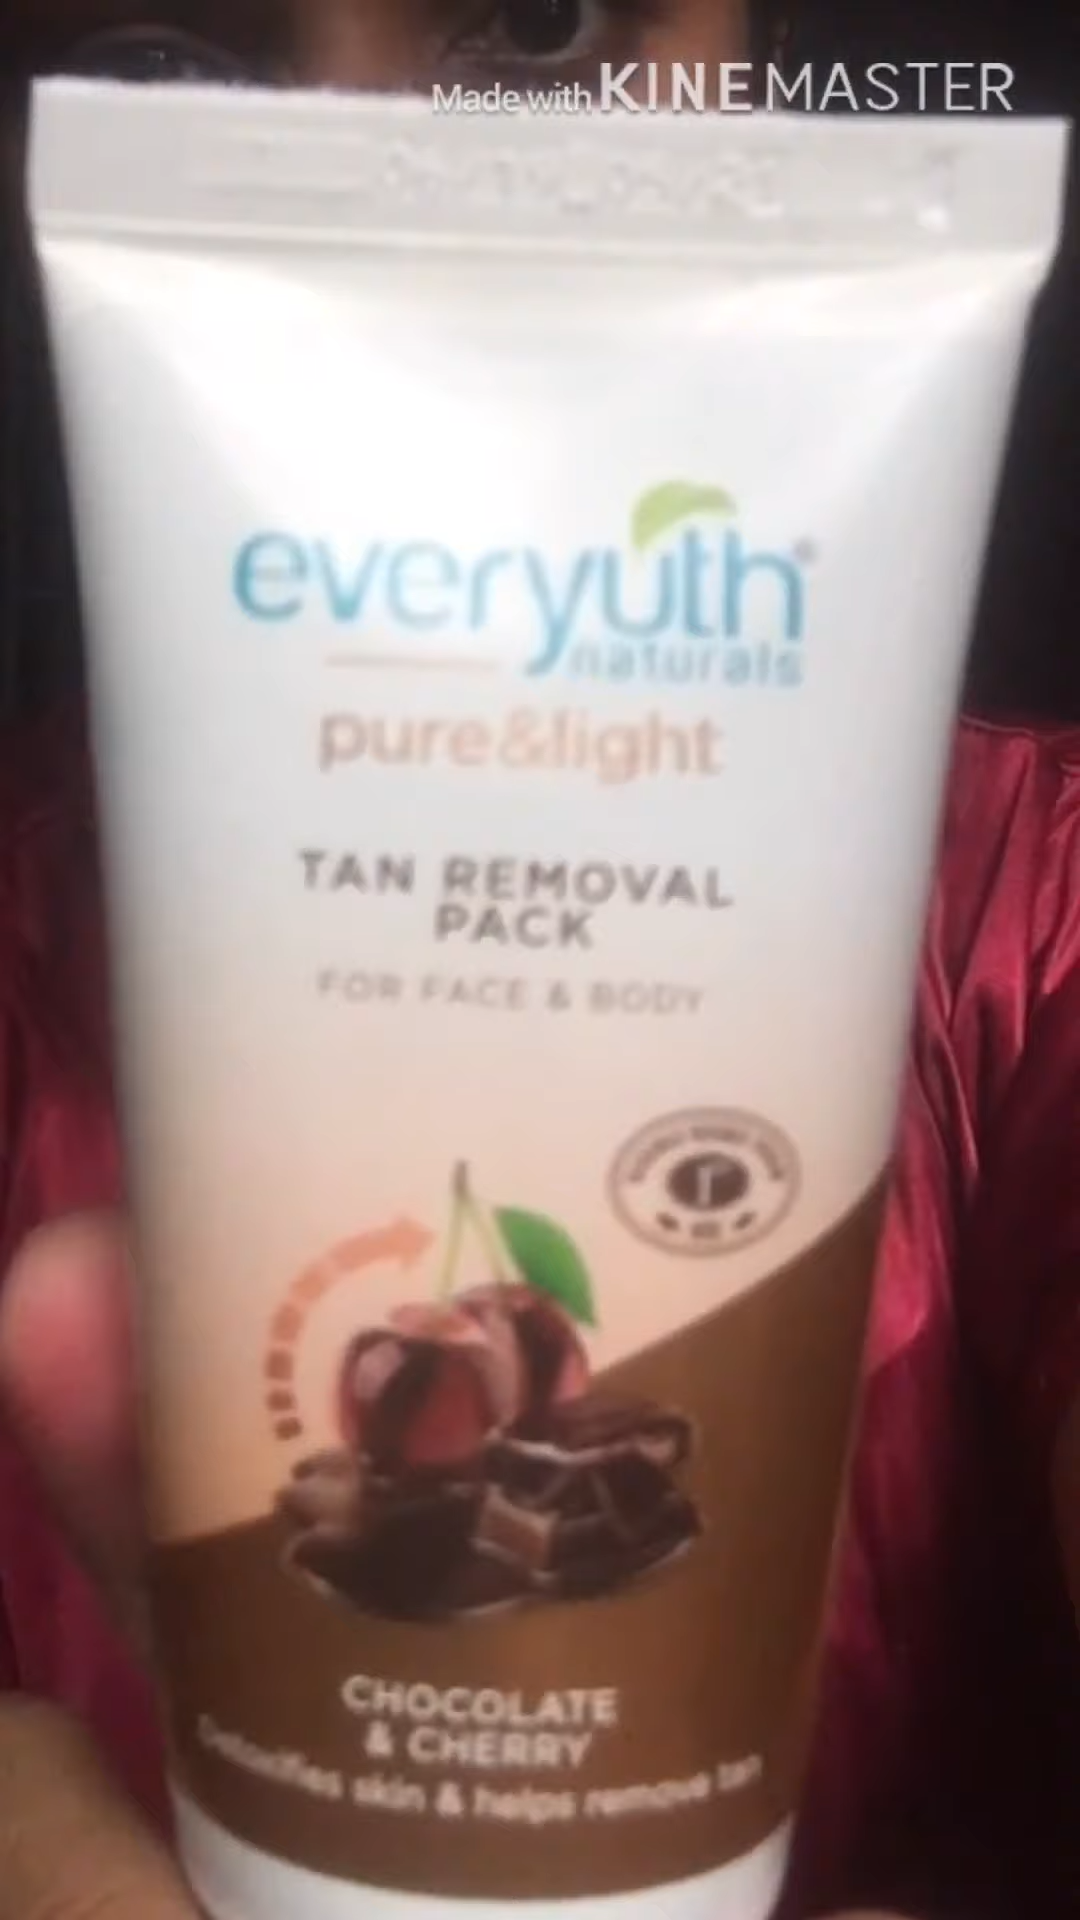 Made with KINEMASTER
everyuth
naturals
pure&light
TAN REMOVAL
PACK
FOR FACE & BODY
CHOCOLATE
& CHERRY
Detoxifies skin & helps remove tan